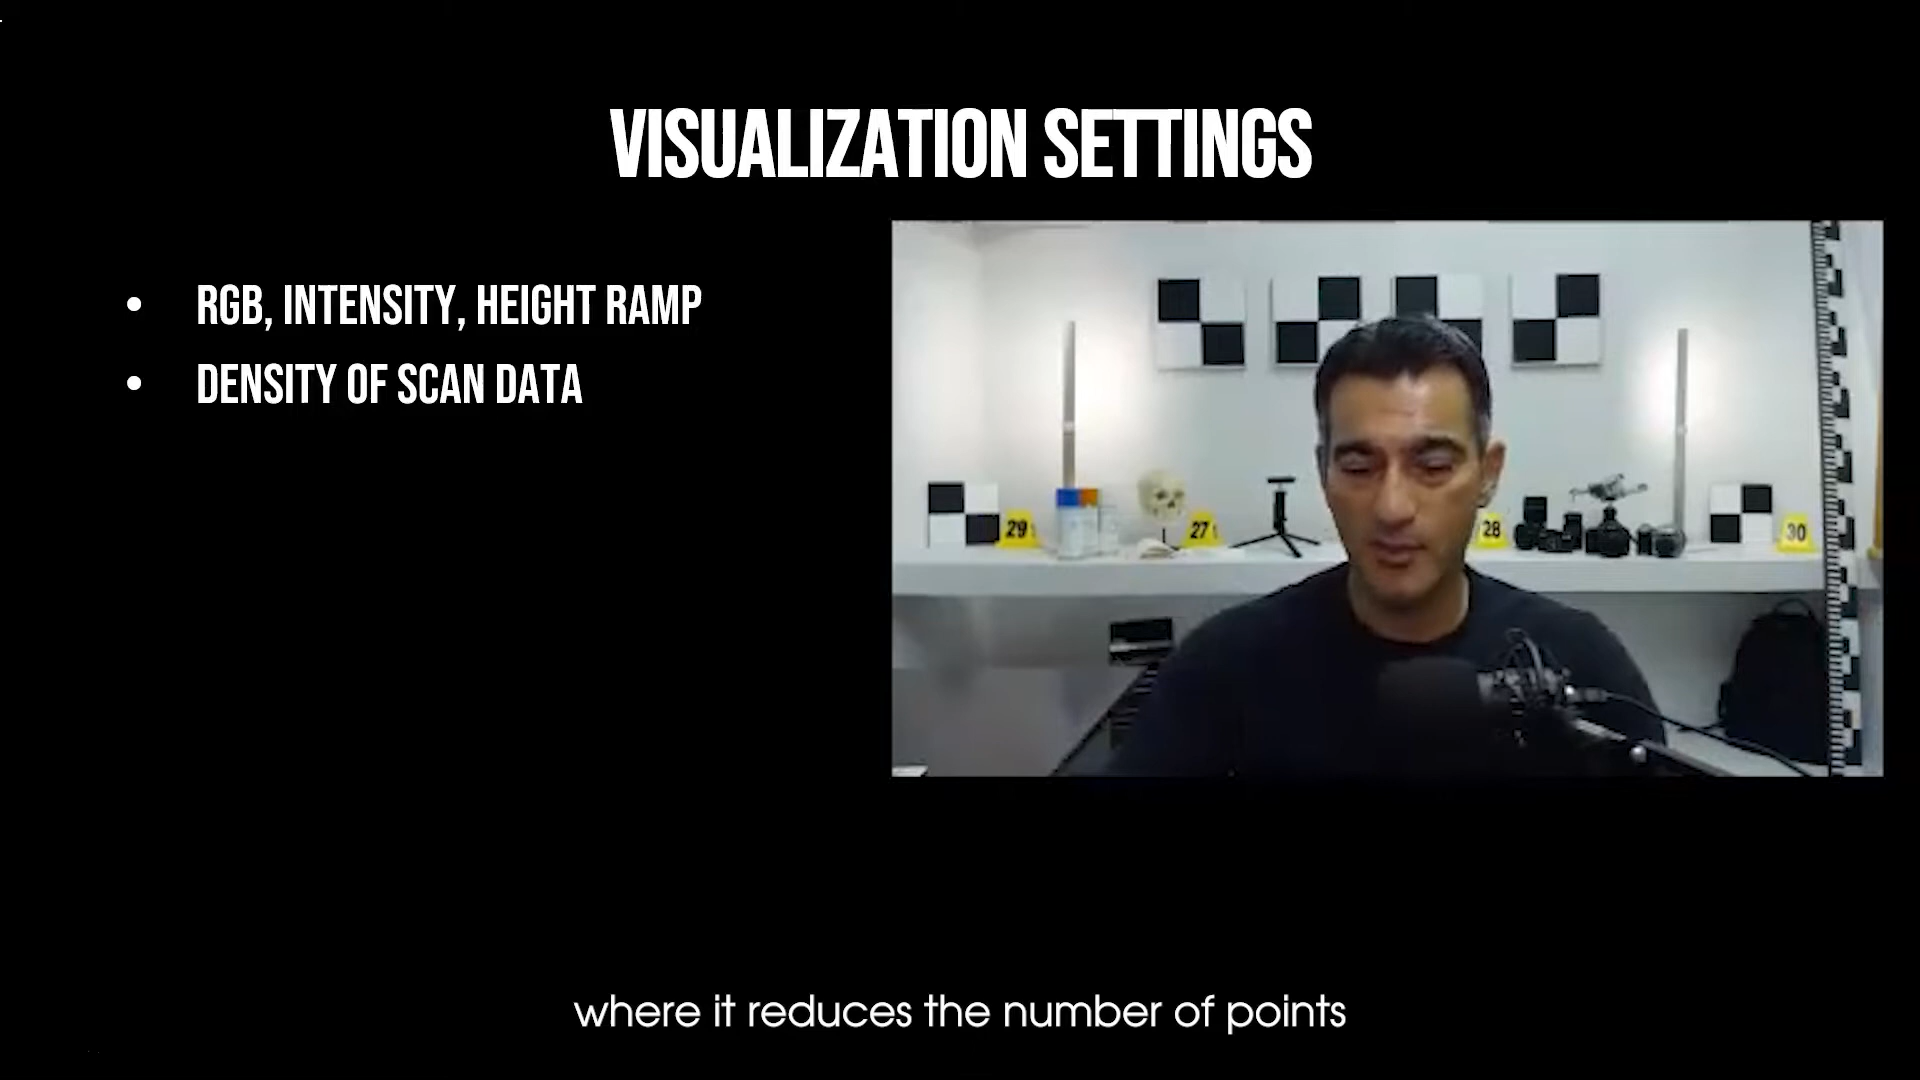 VISUALIZATION SETTINGS
• RGB, INTENSITY, HEIGHT RAMP
• DENSITY OF SCAN DATA
29
27
28
30
where it reduces the number of points